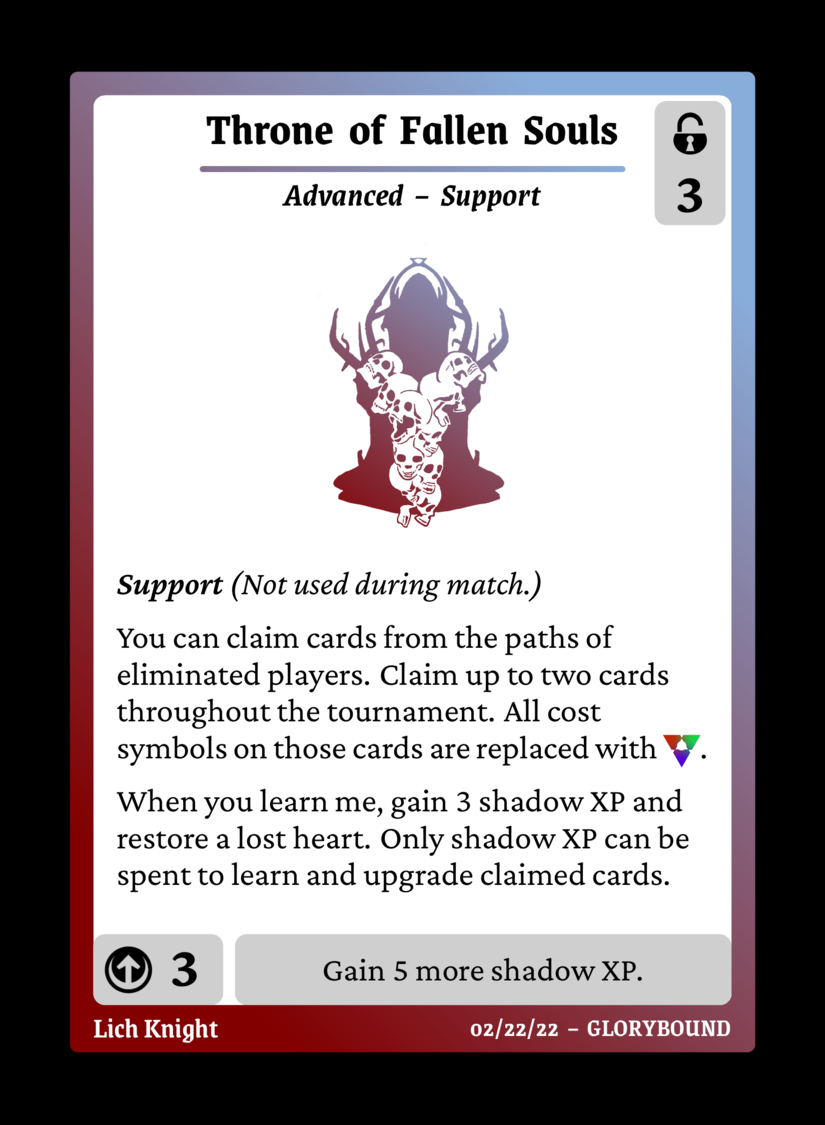 Throne of Fallen Souls
3
Advanced – Support
Support (Not used during match.)
You can claim cards from the paths of
eliminated players. Claim up to two cards
throughout the tournament. All cost
symbols on those cards are replaced with .
When you learn me, gain 3 shadow XP and
restore a lost heart. Only shadow XP can be
spent to learn and upgrade claimed cards.
3
Gain 5 more shadow XP.
Lich Knight
02/22/22 – GLORYBOUND